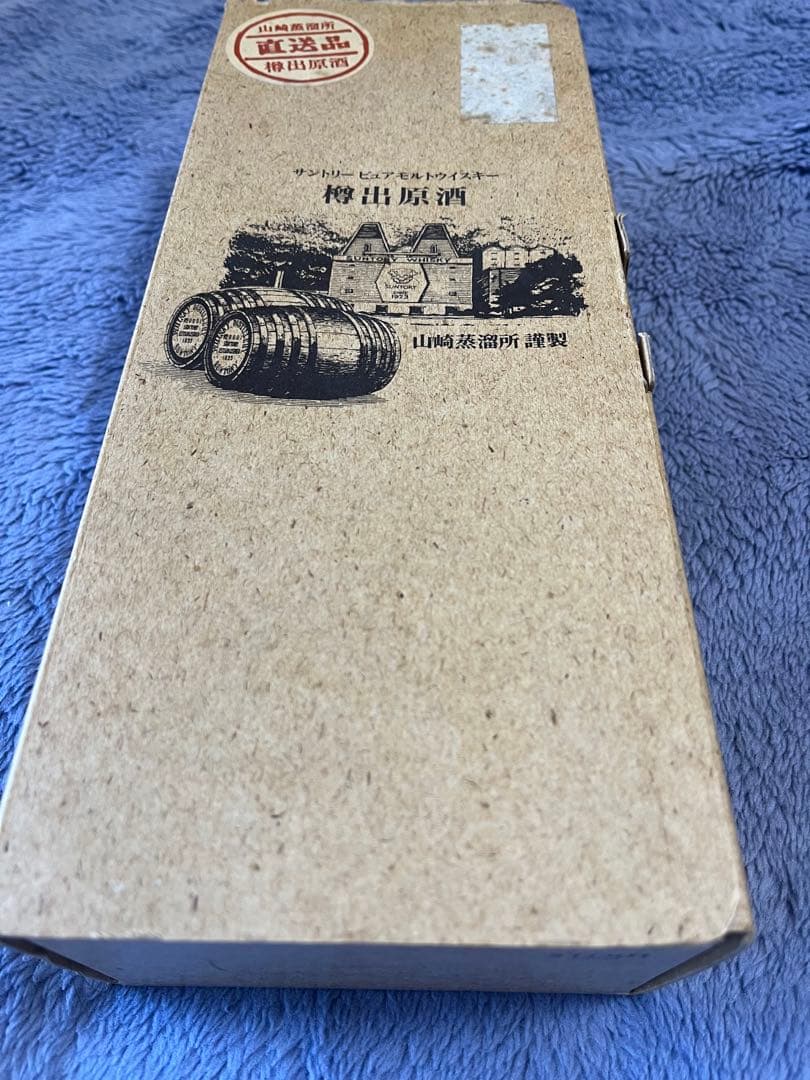 山崎蒸溜所
直送品
樽出原酒
サントリー ピュアモルトウイスキー
樽出原酒
SUNTORY WHISKY
SUNTORY
1923
山崎蒸溜所 謹製